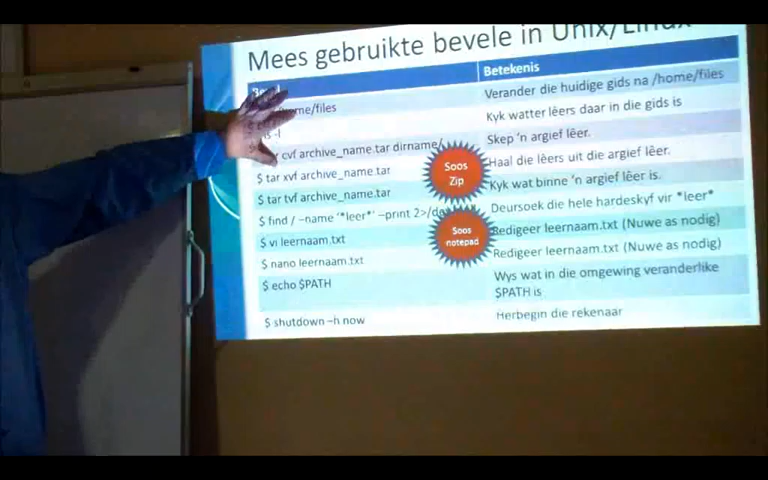 Mees gebruikte bevele in Unix/Linux
Betekenis
home/files
Verander die huidige gids na /home/files
ls -l
Kyk watter lêers daar in die gids is
cvf archive_name.tar dirname/
Skep 'n argief lêer.
$ tar xvf archive_name.tar
Haal die lêers uit die argief lêer.
$ tar tvf archive_name.tar
Kyk wat binne 'n argief lêer is.
$ find / –name '*leer*' –print 2>/de
Deursoek die hele hardeskyf vir *leer*
$ vi leernaam.txt
Redigeer leernaam.txt (Nuwe as nodig)
$ nano leernaam.txt
Redigeer leernaam.txt (Nuwe as nodig)
$ echo $PATH
Wys wat in die omgewing veranderlike
$PATH is
$ shutdown –h now
Herbegin die rekenaar
Soos
Zip
Soos
notepad